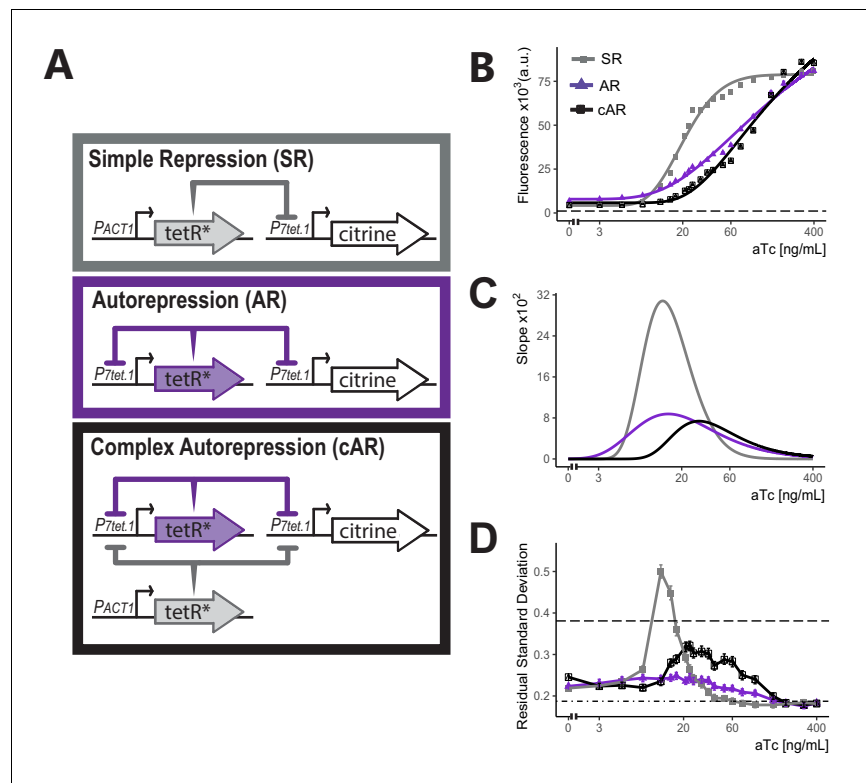 A
Simple Repression (SR)
PACT1
tetR*
P7tet.1
citrine
Autorepression (AR)
P7tet.1
tetR*
P7tet.1
citrine
Complex Autorepression (cAR)
P7tet.1
tetR*
P7tet.1
citrine
PACT1
tetR*
B
Fluorescence x10³(a.u.)
75
50
25
0
SR
AR
cAR
0 3 20 60 400
aTc [ng/mL]
C
Slope x10²
32
24
16
8
0
0 3 20 60 400
aTc [ng/mL]
D
Residual Standard Deviation
0.5
0.4
0.3
0.2
0 3 20 60 400
aTc [ng/mL]